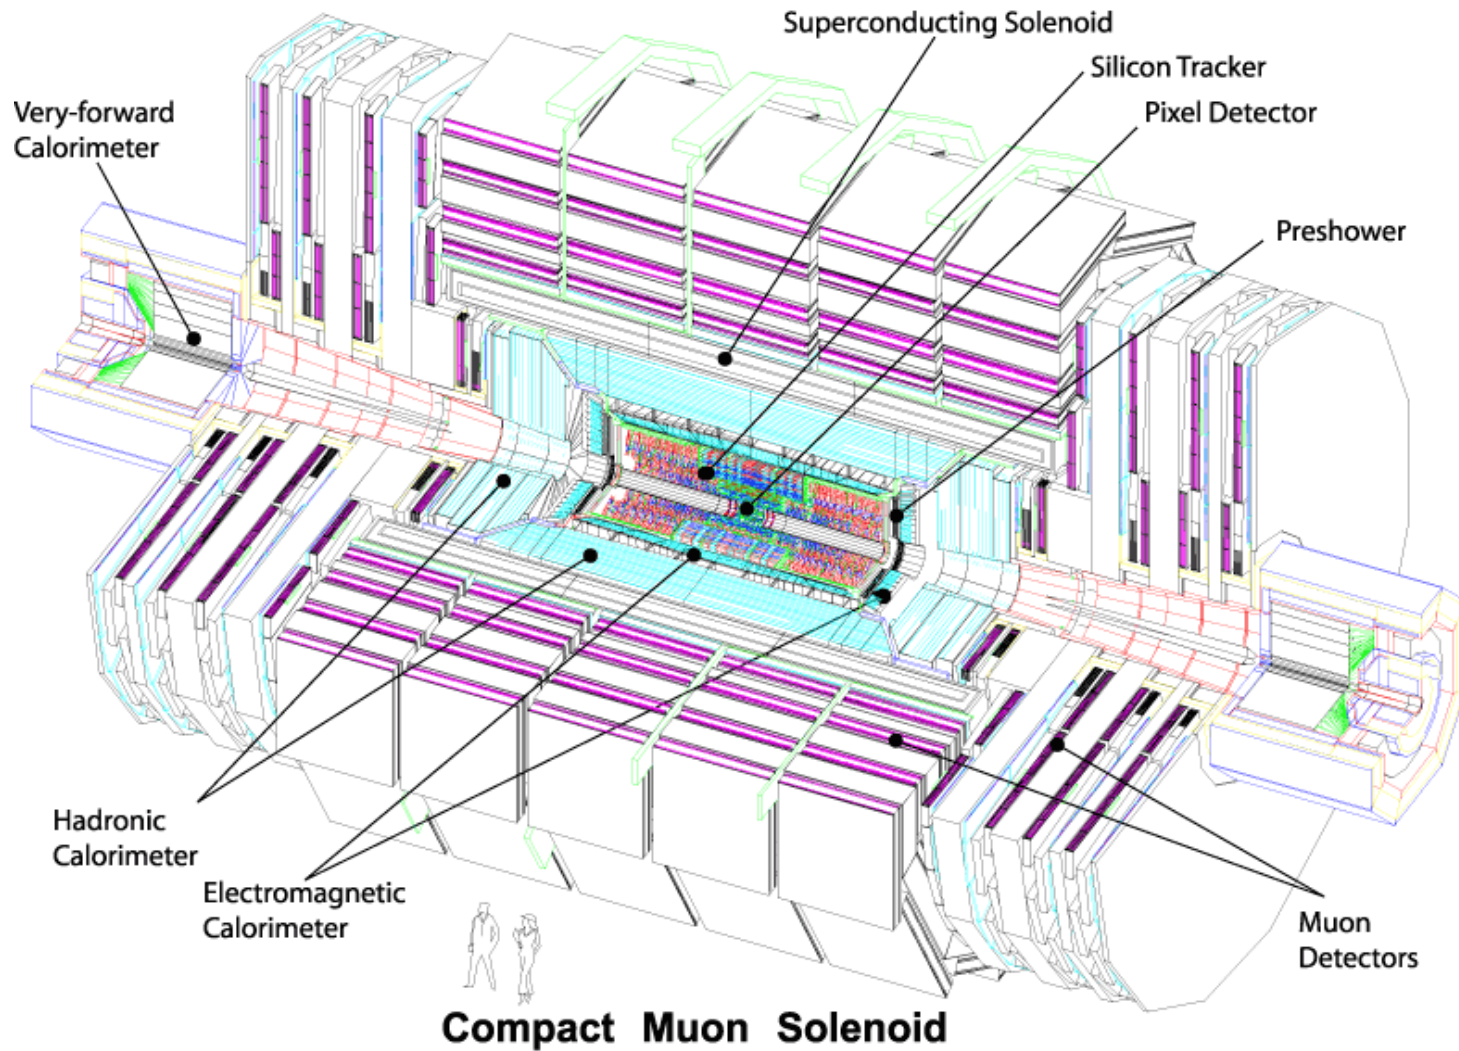 Superconducting Solenoid
Silicon Tracker
Pixel Detector
Very-forward
Calorimeter
Preshower
Hadronic
Calorimeter
Electromagnetic
Calorimeter
Muon
Detectors
Compact Muon Solenoid